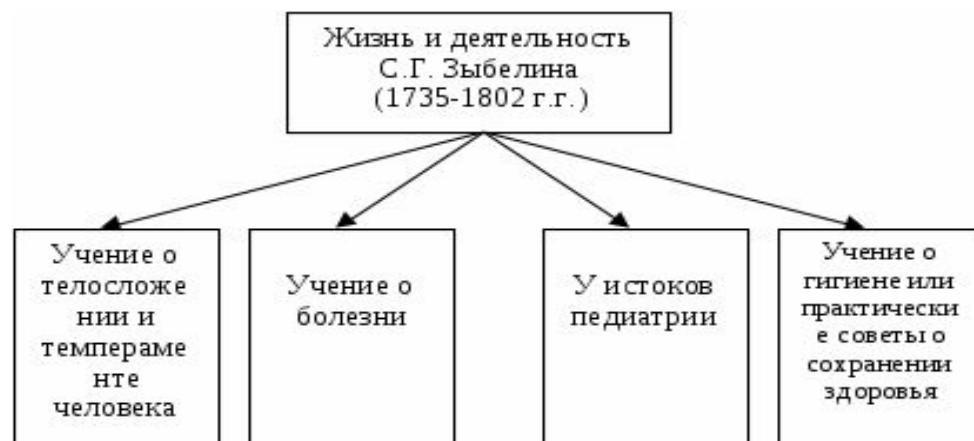 Жизнь и деятельность
С.Г. Зыбелина
(1735-1802 г.г.)
Учение о
телосложе
нии и
темпераме
нте
человека
Учение о
болезни
У истоков
педиатрии
Учение о
гигиене или
практически
е советы о
сохранении
здоровья